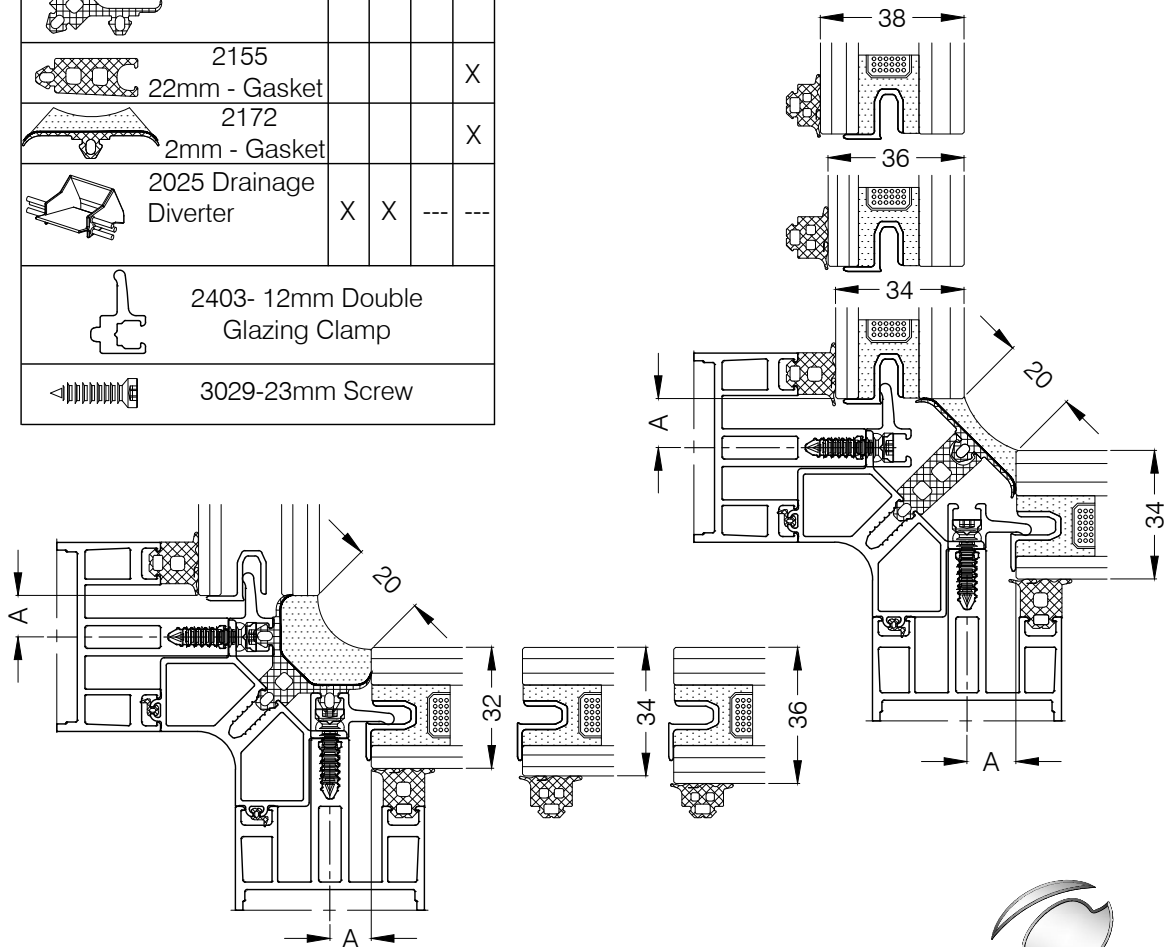 2155
22mm - Gasket
X
2172
2mm - Gasket
X
2025 Drainage
Diverter
X X --- ---
2403- 12mm Double
Glazing Clamp
3029-23mm Screw
38
36
34
20
A
34
A
20
A
32
34
36
A